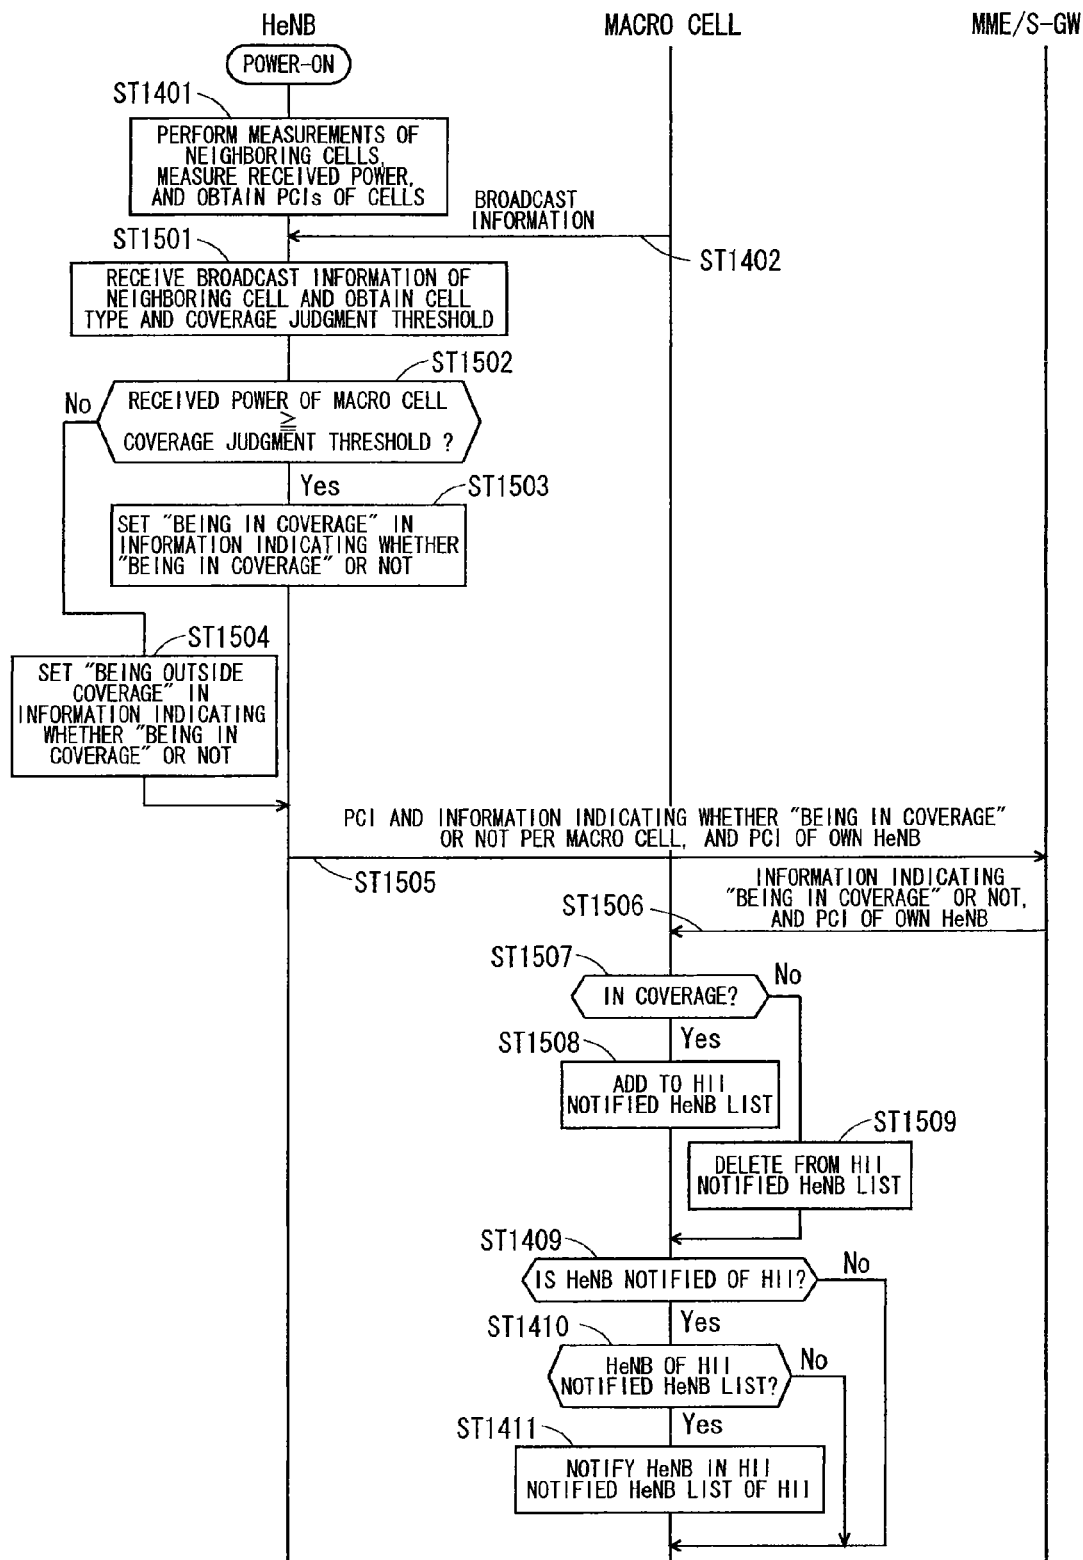 HeNB
MACRO CELL
MME/S-GW
POWER-ON
ST1401
PERFORM MEASUREMENTS OF
NEIGHBORING CELLS,
MEASURE RECEIVED POWER,
AND OBTAIN PCIs OF CELLS
BROADCAST
INFORMATION
ST1402
ST1501
RECEIVE BROADCAST INFORMATION OF
NEIGHBORING CELL AND OBTAIN CELL
TYPE AND COVERAGE JUDGMENT THRESHOLD
ST1502
No
RECEIVED POWER OF MACRO CELL
≧
COVERAGE JUDGMENT THRESHOLD ?
Yes
ST1503
SET "BEING IN COVERAGE" IN
INFORMATION INDICATING WHETHER
"BEING IN COVERAGE" OR NOT
ST1504
SET "BEING OUTSIDE
COVERAGE" IN
INFORMATION INDICATING
WHETHER "BEING IN
COVERAGE" OR NOT
PCI AND INFORMATION INDICATING WHETHER "BEING IN COVERAGE"
OR NOT PER MACRO CELL, AND PCI OF OWN HeNB
ST1505
INFORMATION INDICATING
"BEING IN COVERAGE" OR NOT,
AND PCI OF OWN HeNB
ST1506
ST1507
IN COVERAGE?
No
Yes
ST1508
ADD TO HII
NOTIFIED HeNB LIST
ST1509
DELETE FROM HII
NOTIFIED HeNB LIST
ST1409
IS HeNB NOTIFIED OF HII?
No
Yes
ST1410
HeNB OF HII
NOTIFIED HeNB LIST?
No
Yes
ST1411
NOTIFY HeNB IN HII
NOTIFIED HeNB LIST OF HII